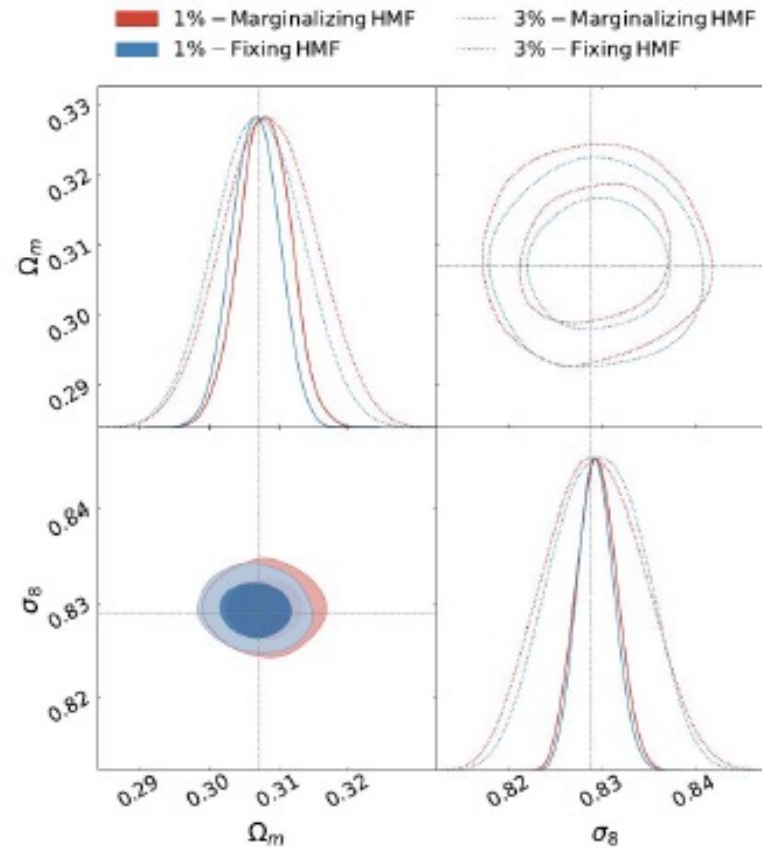 1% − Marginalizing HMF 3% − Marginalizing HMF
1% − Fixing HMF 3% − Fixing HMF
0.33
0.32
0.31
0.30
0.29
Ωm
0.84
0.83
0.82
σ8
0.29 0.30 0.31 0.32 0.82 0.83 0.84
Ωm σ8